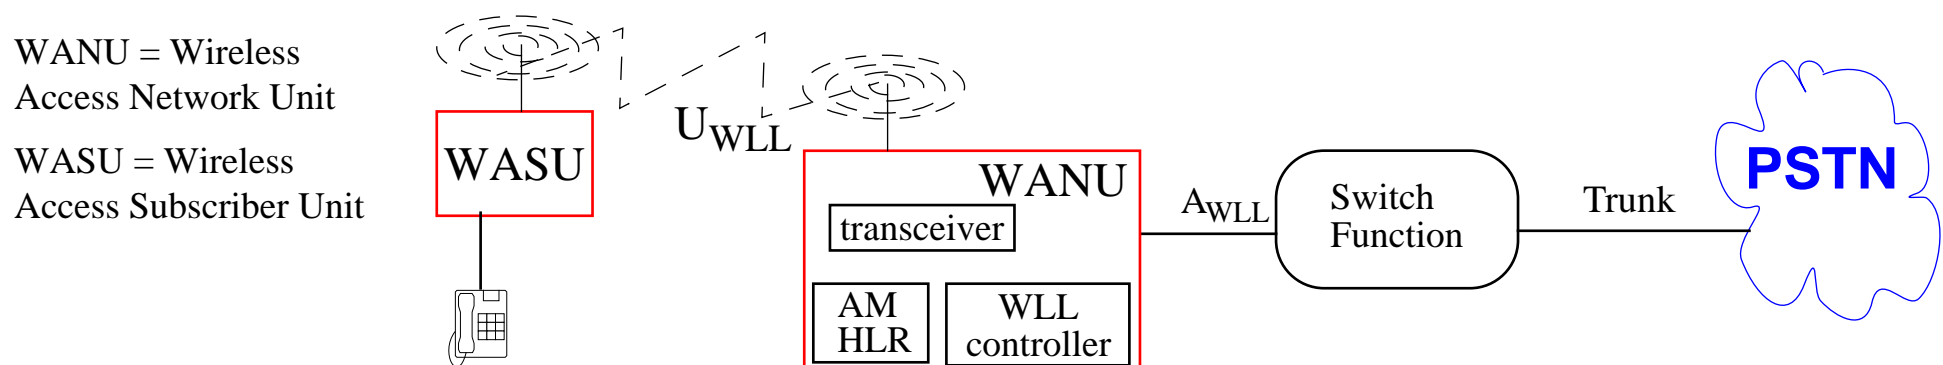 WANU = Wireless
Access Network Unit
WASU = Wireless
Access Subscriber Unit
WASU
UWLL
WANU
transceiver
AM
HLR
WLL
controller
AWLL
Switch
Function
Trunk
PSTN